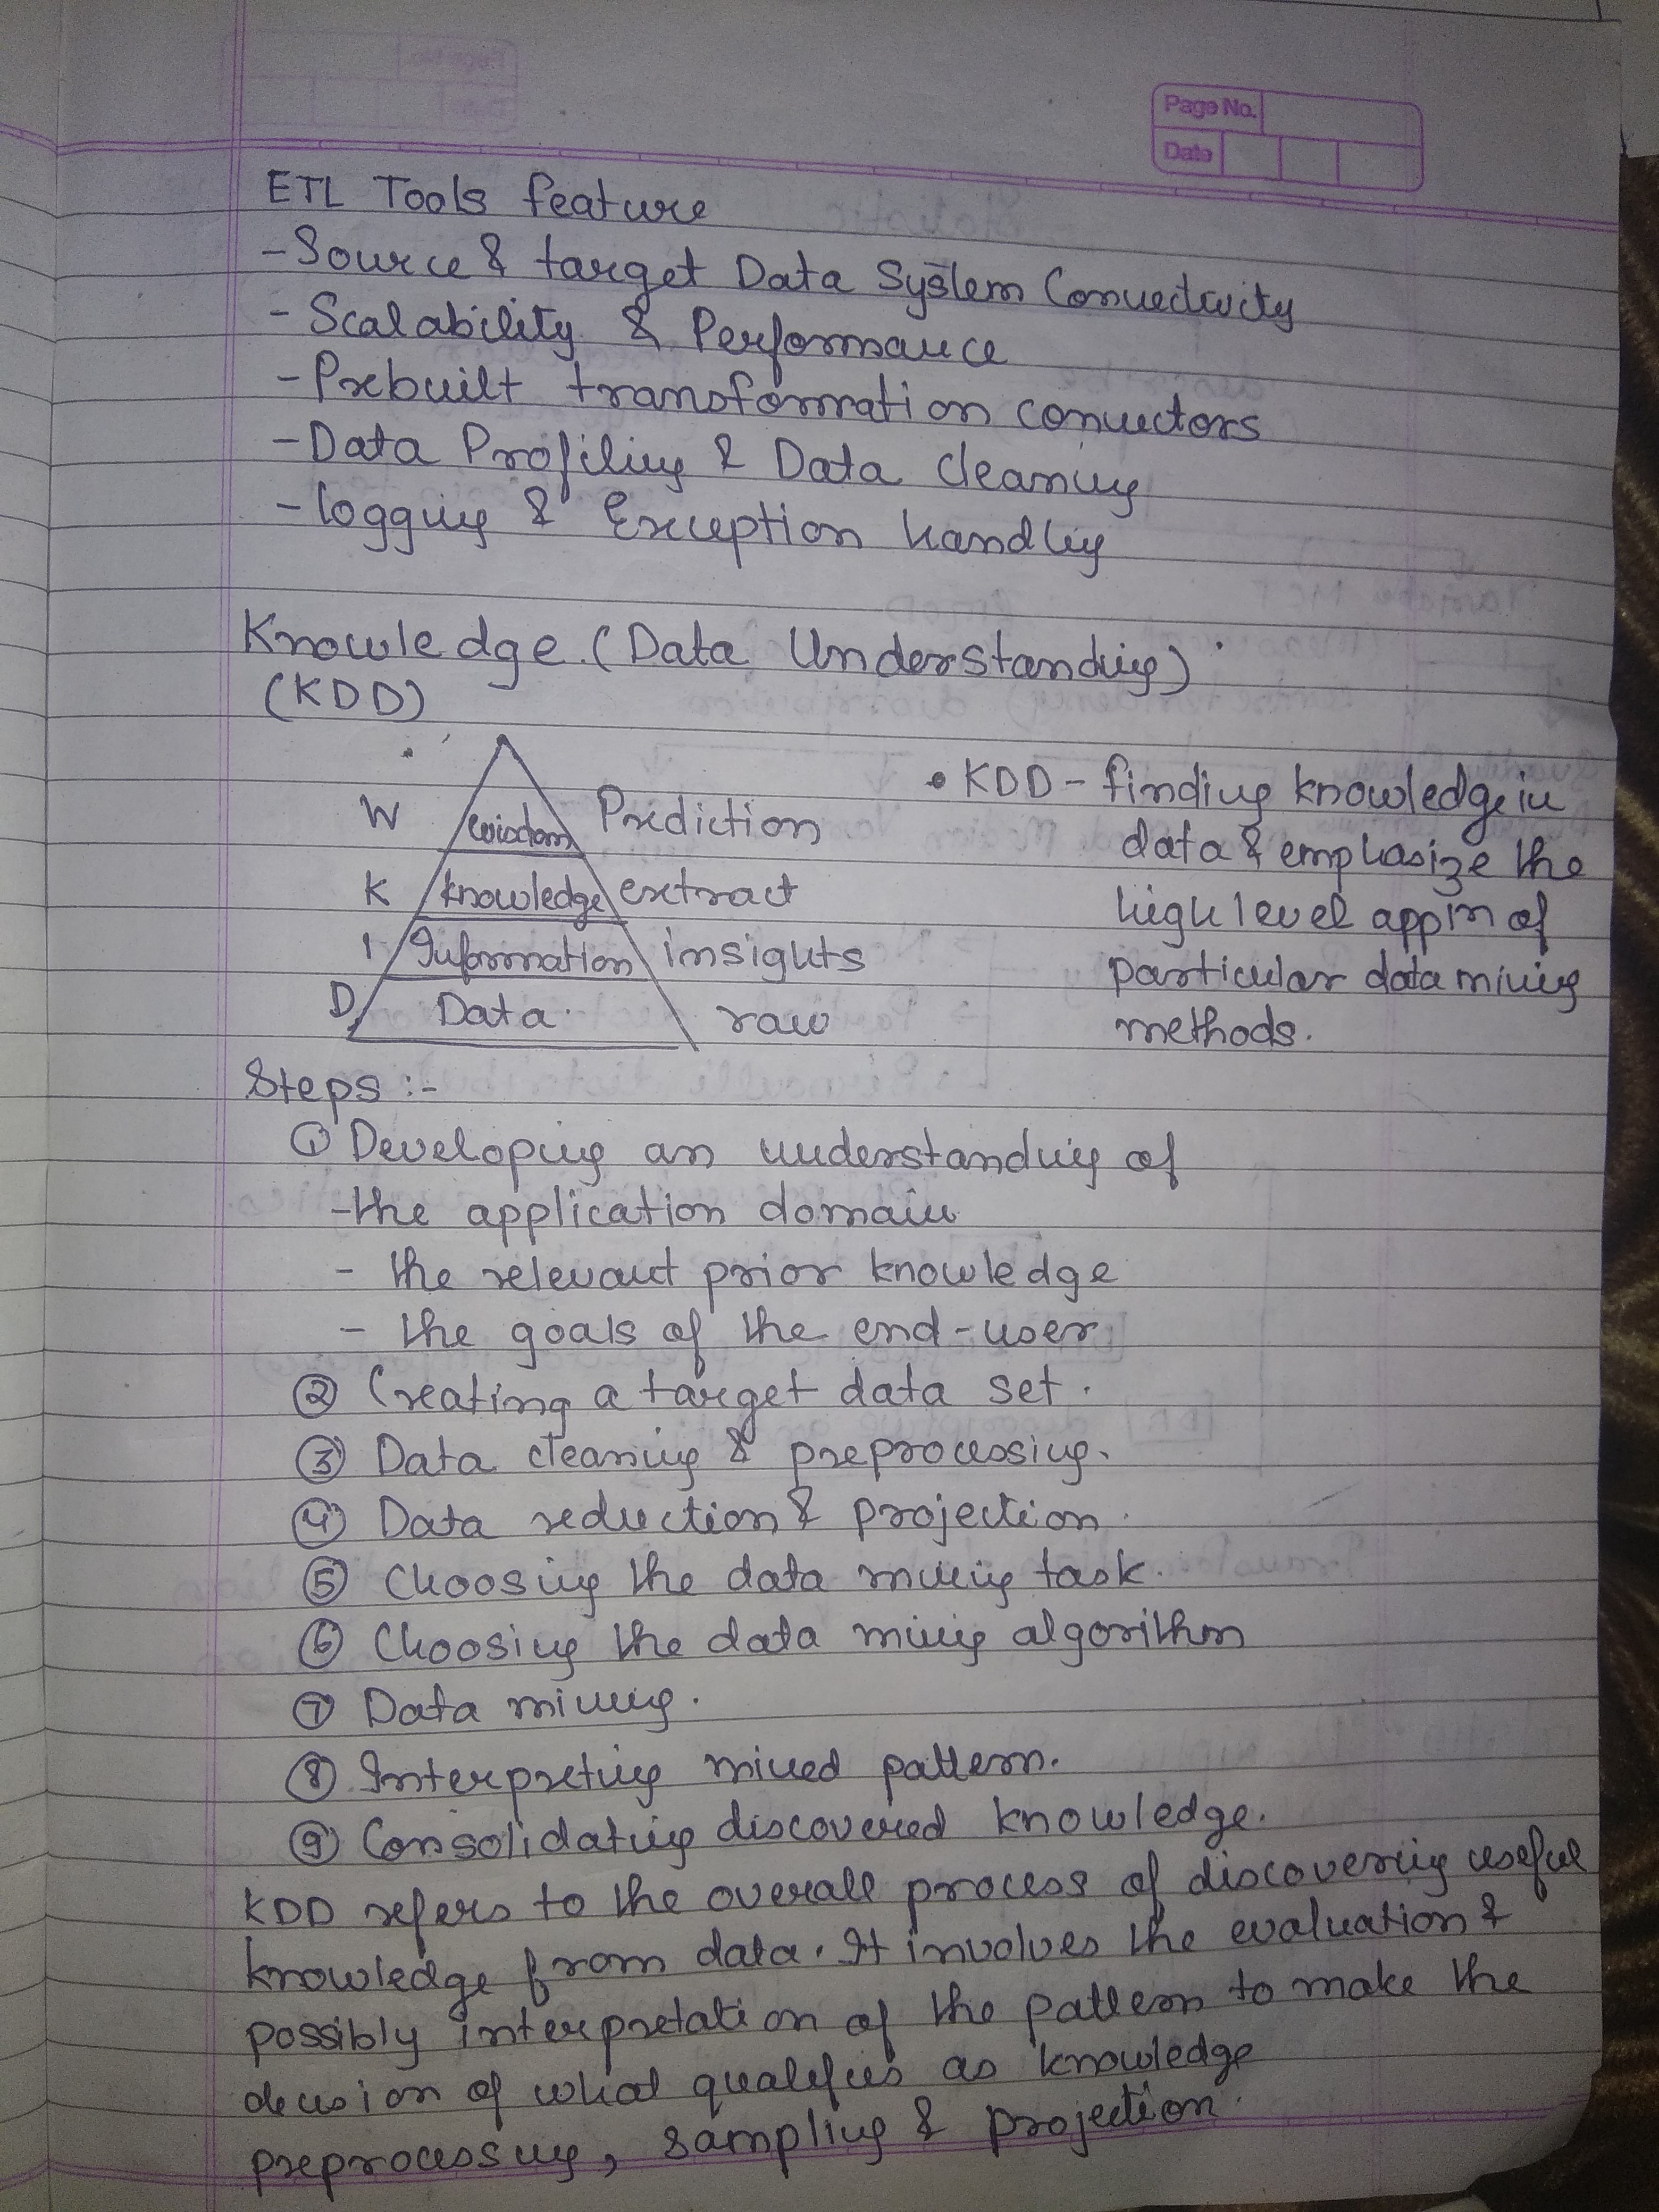 Page No.
Date
ETL Tools feature
- Source & target Data System Connectivity
- Scalability & Performance
- Prebuilt transformation connectors
- Data Profiling & Data cleaning
- logging & Exception handling
Knowledge (Data Understanding)
(KDD)
W wisdom Prediction
K knowledge extract
I Information insights
D Data raw
• KDD - finding knowledge in
data & emphasize the
high level appln of
particular data mining
methods.
Steps :-
① Developing an understanding of
- the application domain
- the relevant prior knowledge
- the goals of the end-user
② Creating a target data set.
③ Data cleaning & preprocessing.
④ Data reduction & projection.
⑤ Choosing the data mining task.
⑥ Choosing the data mining algorithm
⑦ Data mining.
⑧ Interpreting mined pattern.
⑨ Consolidating discovered knowledge.
KDD refers to the overall process of discovering useful
knowledge from data. It involves the evaluation &
possibly interpretation of the pattern to make the
decision of what qualifies as knowledge
preprocessing, sampling & projection.